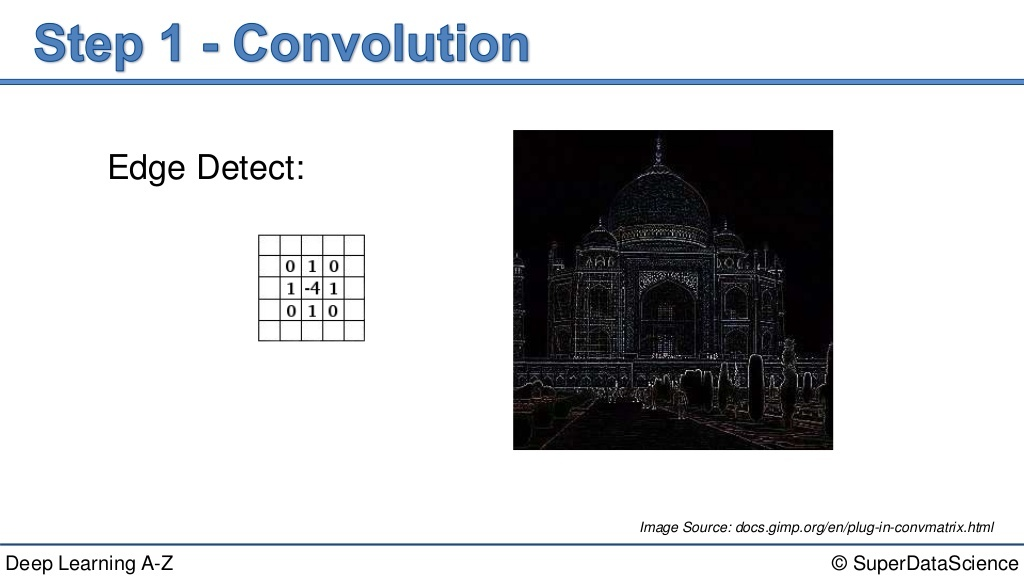 Step 1 - Convolution
Edge Detect:
0 1 0
1 -4 1
0 1 0
Image Source: docs.gimp.org/en/plug-in-convmatrix.html
Deep Learning A-Z
© SuperDataScience